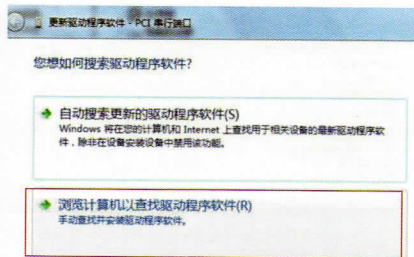 更新驱动程序软件 - PCI 串行端口
您想如何搜索驱动程序软件?
自动搜索更新的驱动程序软件(S)
Windows 将在您的计算机和 Internet 上查找用于相关设备的最新驱动程序软
件，除非在设备安装设备中禁用该功能。
浏览计算机以查找驱动程序软件(R)
手动查找并安装驱动程序软件。